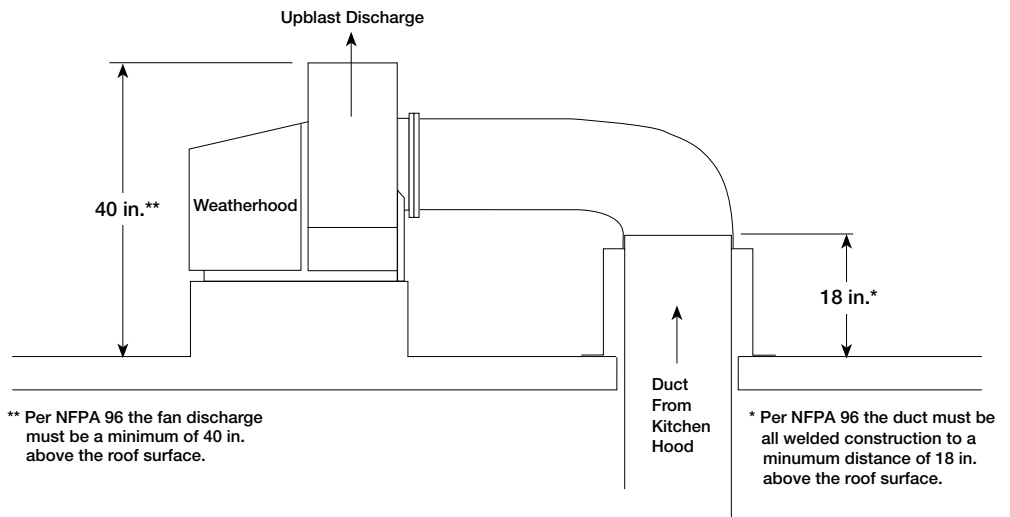 Upblast Discharge
40 in.**
Weatherhood
18 in.*
Duct
From
Kitchen
Hood
** Per NFPA 96 the fan discharge
must be a minimum of 40 in.
above the roof surface.
* Per NFPA 96 the duct must be
all welded construction to a
minumum distance of 18 in.
above the roof surface.